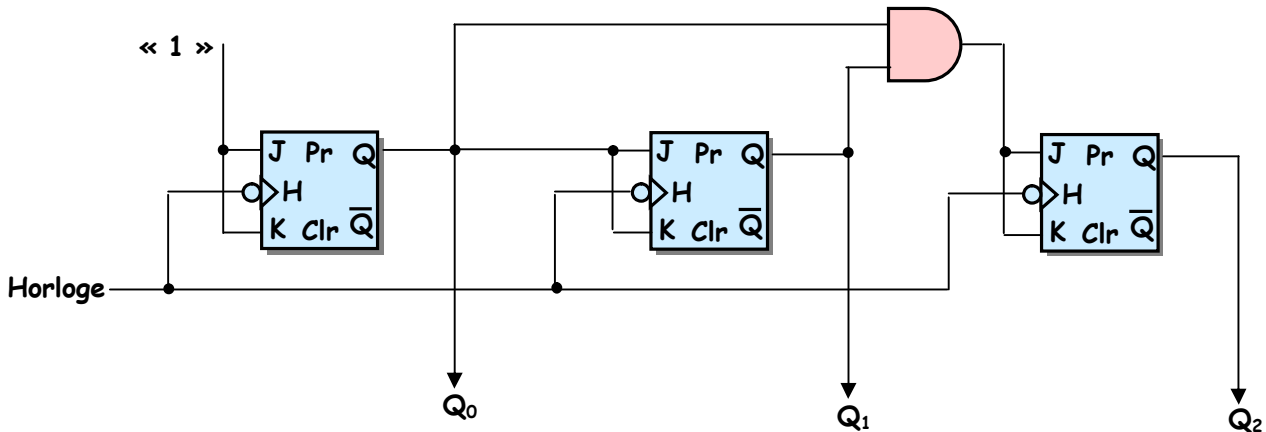 « 1 »
J Pr Q
H
K Clr Q̅
J Pr Q
H
K Clr Q̅
J Pr Q
H
K Clr Q̅
Horloge
Q₀
Q₁
Q₂